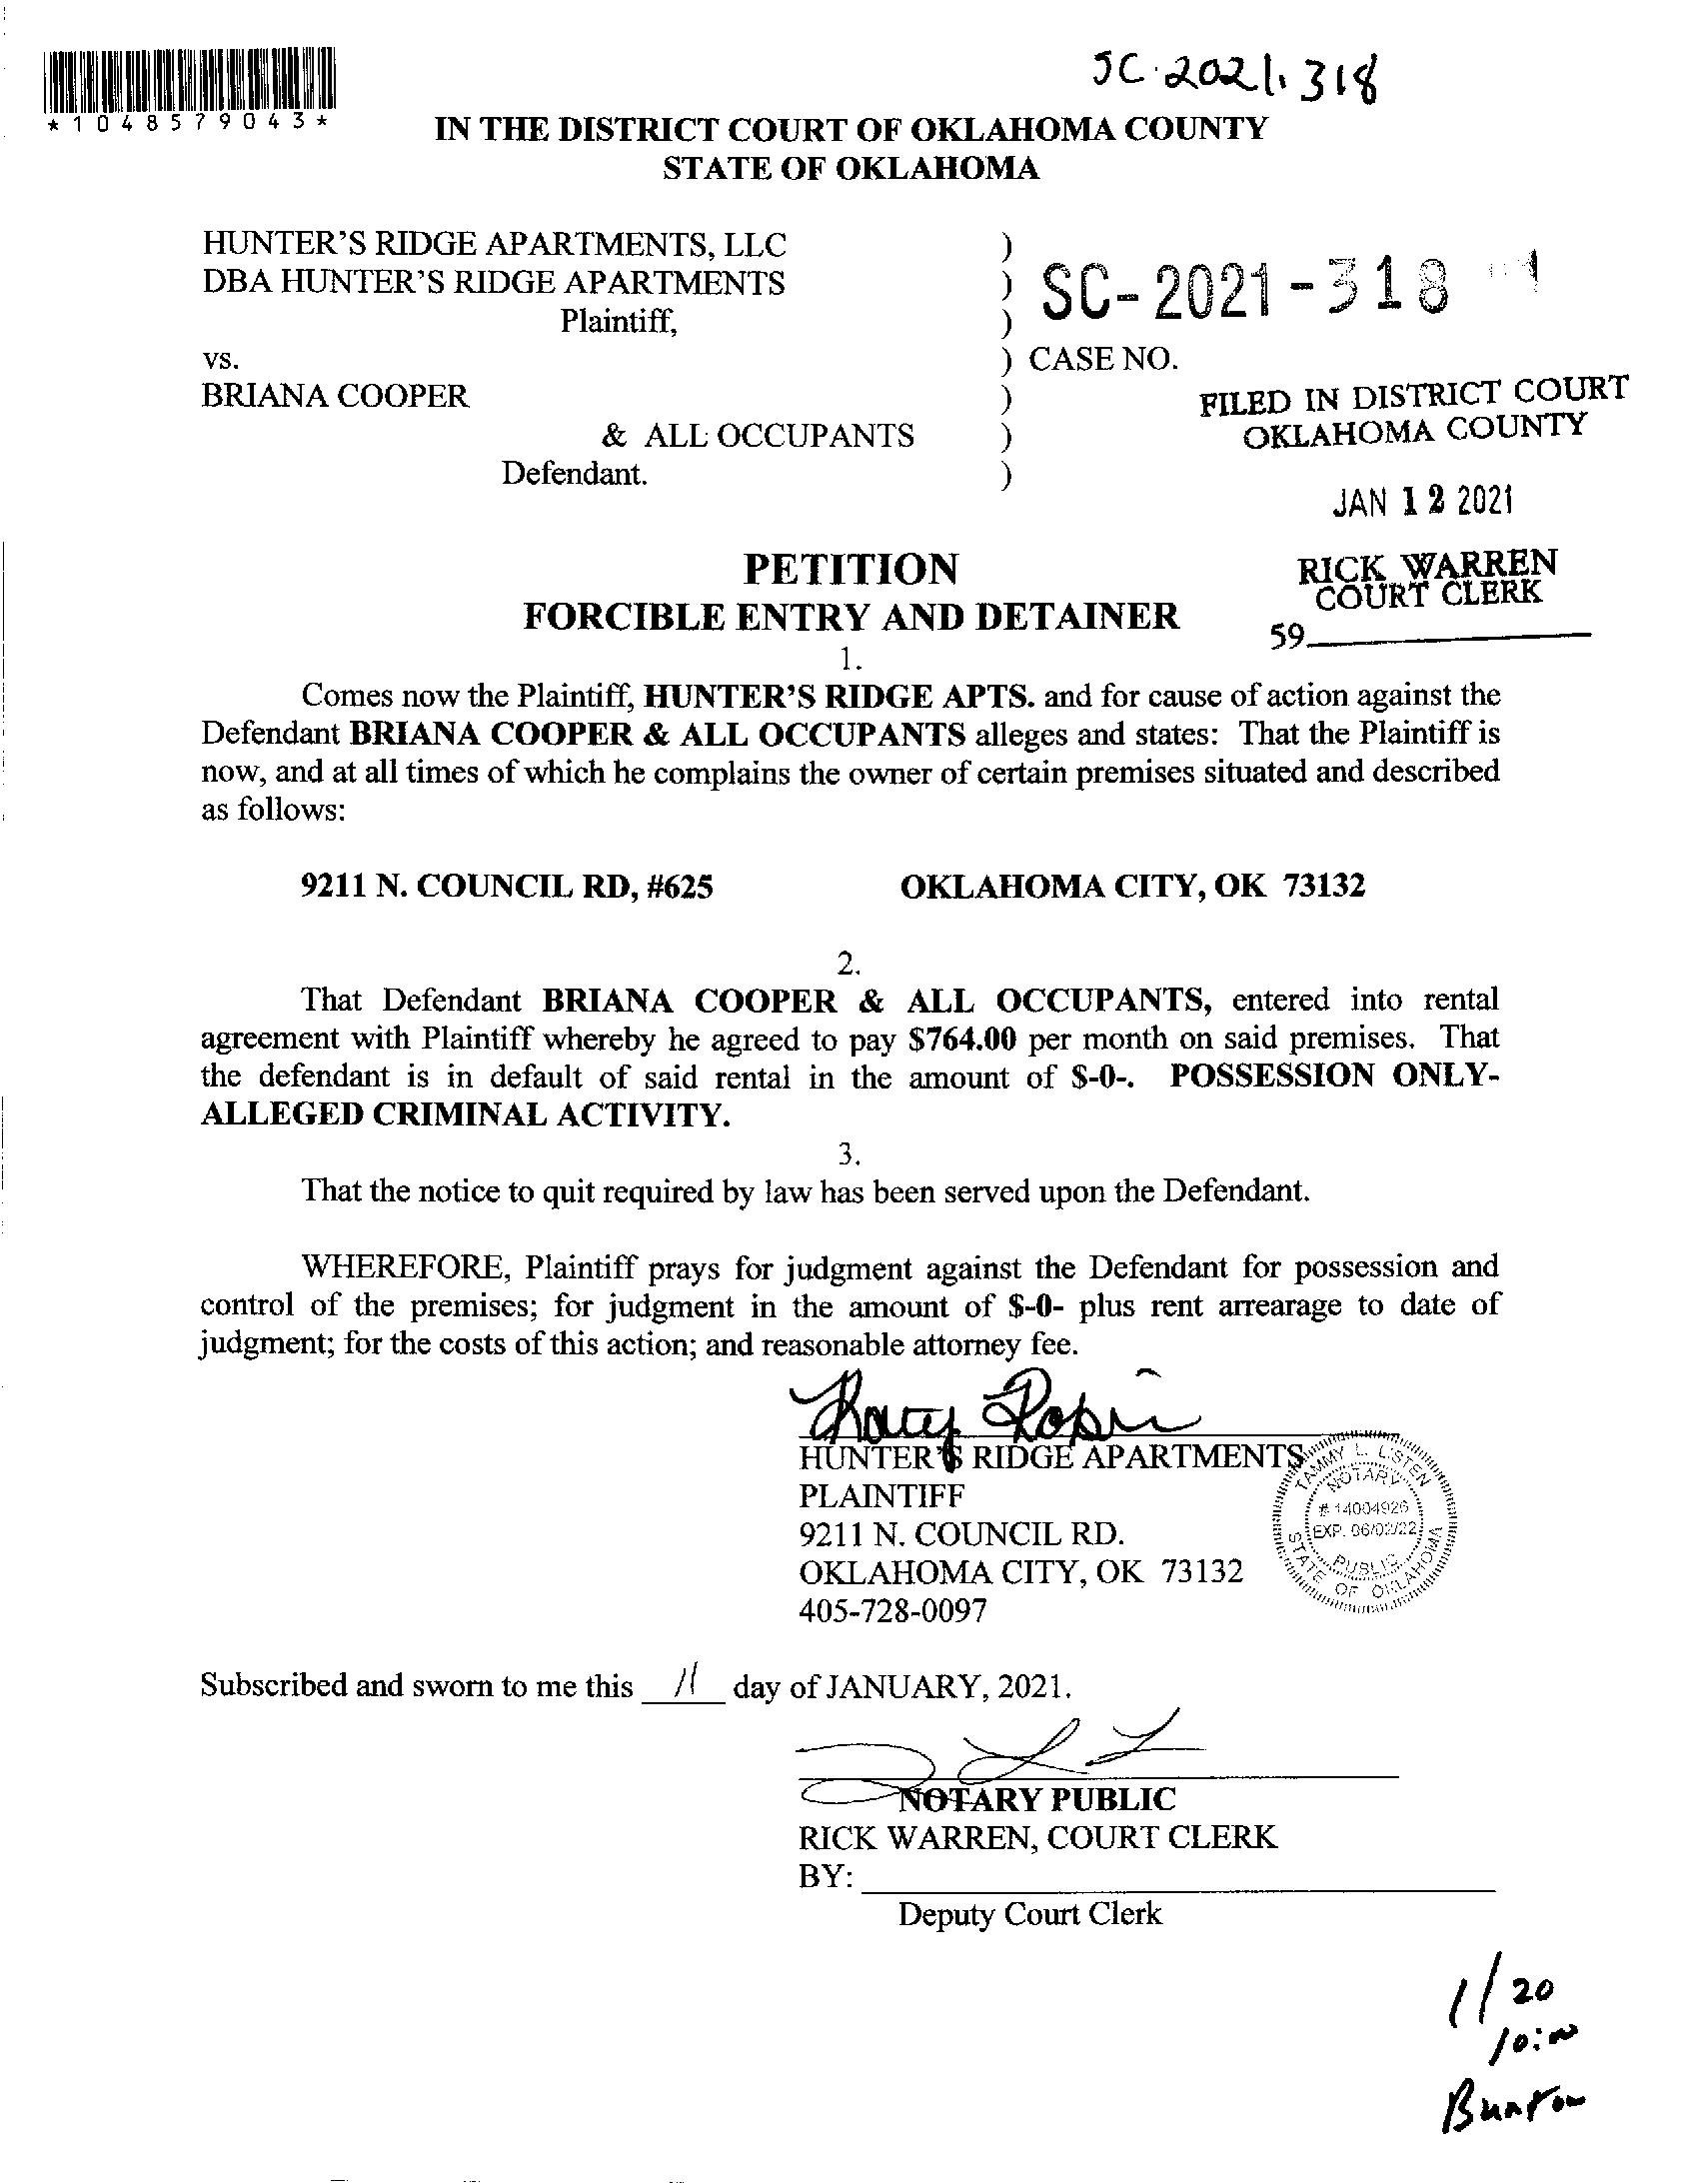 SC-2021-318
*1048579043*
IN THE DISTRICT COURT OF OKLAHOMA COUNTY
STATE OF OKLAHOMA
HUNTER'S RIDGE APARTMENTS, LLC )
DBA HUNTER'S RIDGE APARTMENTS ) SC-2021-318
Plaintiff, )
vs. ) CASE NO.
BRIANA COOPER )
& ALL OCCUPANTS )
Defendant. )
FILED IN DISTRICT COURT
OKLAHOMA COUNTY
JAN 12 2021
RICK WARREN
COURT CLERK
59
PETITION
FORCIBLE ENTRY AND DETAINER
1.
Comes now the Plaintiff, HUNTER'S RIDGE APTS. and for cause of action against the
Defendant BRIANA COOPER & ALL OCCUPANTS alleges and states: That the Plaintiff is
now, and at all times of which he complains the owner of certain premises situated and described
as follows:
9211 N. COUNCIL RD, #625 OKLAHOMA CITY, OK 73132
2.
That Defendant BRIANA COOPER & ALL OCCUPANTS, entered into rental
agreement with Plaintiff whereby he agreed to pay $764.00 per month on said premises. That
the defendant is in default of said rental in the amount of $-0-. POSSESSION ONLY-
ALLEGED CRIMINAL ACTIVITY.
3.
That the notice to quit required by law has been served upon the Defendant.
WHEREFORE, Plaintiff prays for judgment against the Defendant for possession and
control of the premises; for judgment in the amount of $-0- plus rent arrearage to date of
judgment; for the costs of this action; and reasonable attorney fee.
HUNTER'S RIDGE APARTMENTS
PLAINTIFF
9211 N. COUNCIL RD.
OKLAHOMA CITY, OK 73132
405-728-0097
TAMMY L. LISTEN
NOTARY
# 14004926
EXP. 06/02/22
PUBLIC
STATE OF OKLAHOMA
Subscribed and sworn to me this 11 day of JANUARY, 2021.
NOTARY PUBLIC
RICK WARREN, COURT CLERK
BY:
Deputy Court Clerk
1/20
10:00